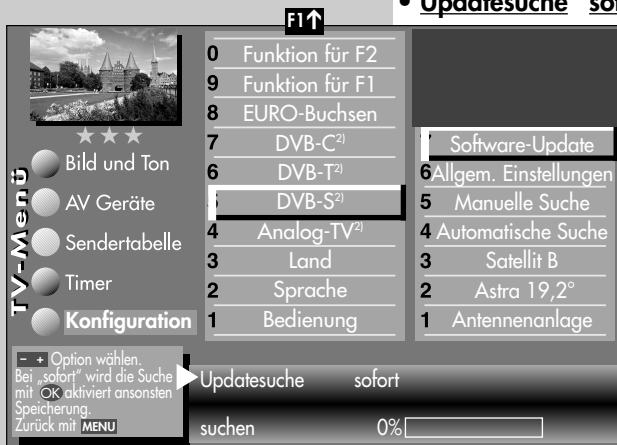 • Updatesuche
F1↑
0 Funktion für F2
9 Funktion für F1
8 EURO-Buchsen
7 DVB-C2)
6 DVB-T2)
DVB-S2)
4 Analog-TV2)
3 Land
2 Sprache
1 Bedienung
Software-Update
6 Allgem. Einstellungen
5 Manuelle Suche
4 Automatische Suche
3 Satellit B
2 Astra 19,2°
1 Antennenanlage
TV-Menü
Bild und Ton
AV Geräte
Sendertabelle
Timer
Konfiguration
- + Option wählen.
Bei „sofort" wird die Suche
mit OK aktiviert ansonsten
Speicherung.
Zurück mit MENU
Updatesuche sofort
suchen 0%